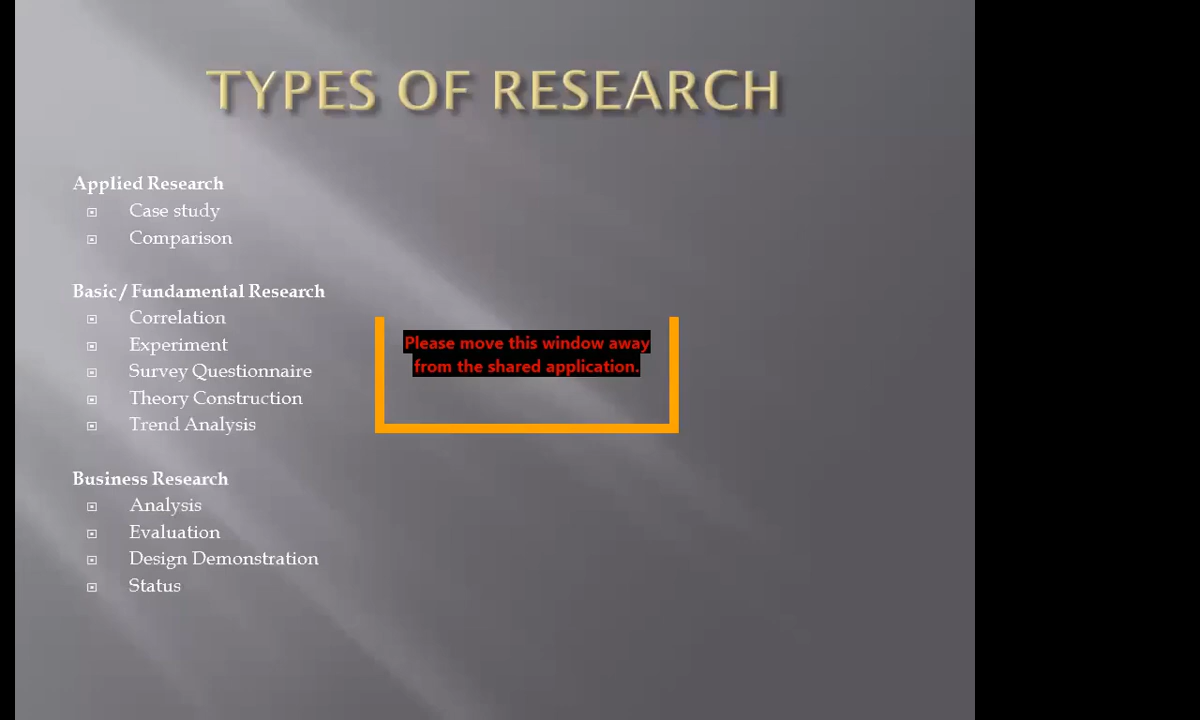 TYPES OF RESEARCH
Applied Research
Case study
Comparison
Basic / Fundamental Research
Correlation
Experiment
Survey Questionnaire
Theory Construction
Trend Analysis
Business Research
Analysis
Evaluation
Design Demonstration
Status
Please move this window away
from the shared application.